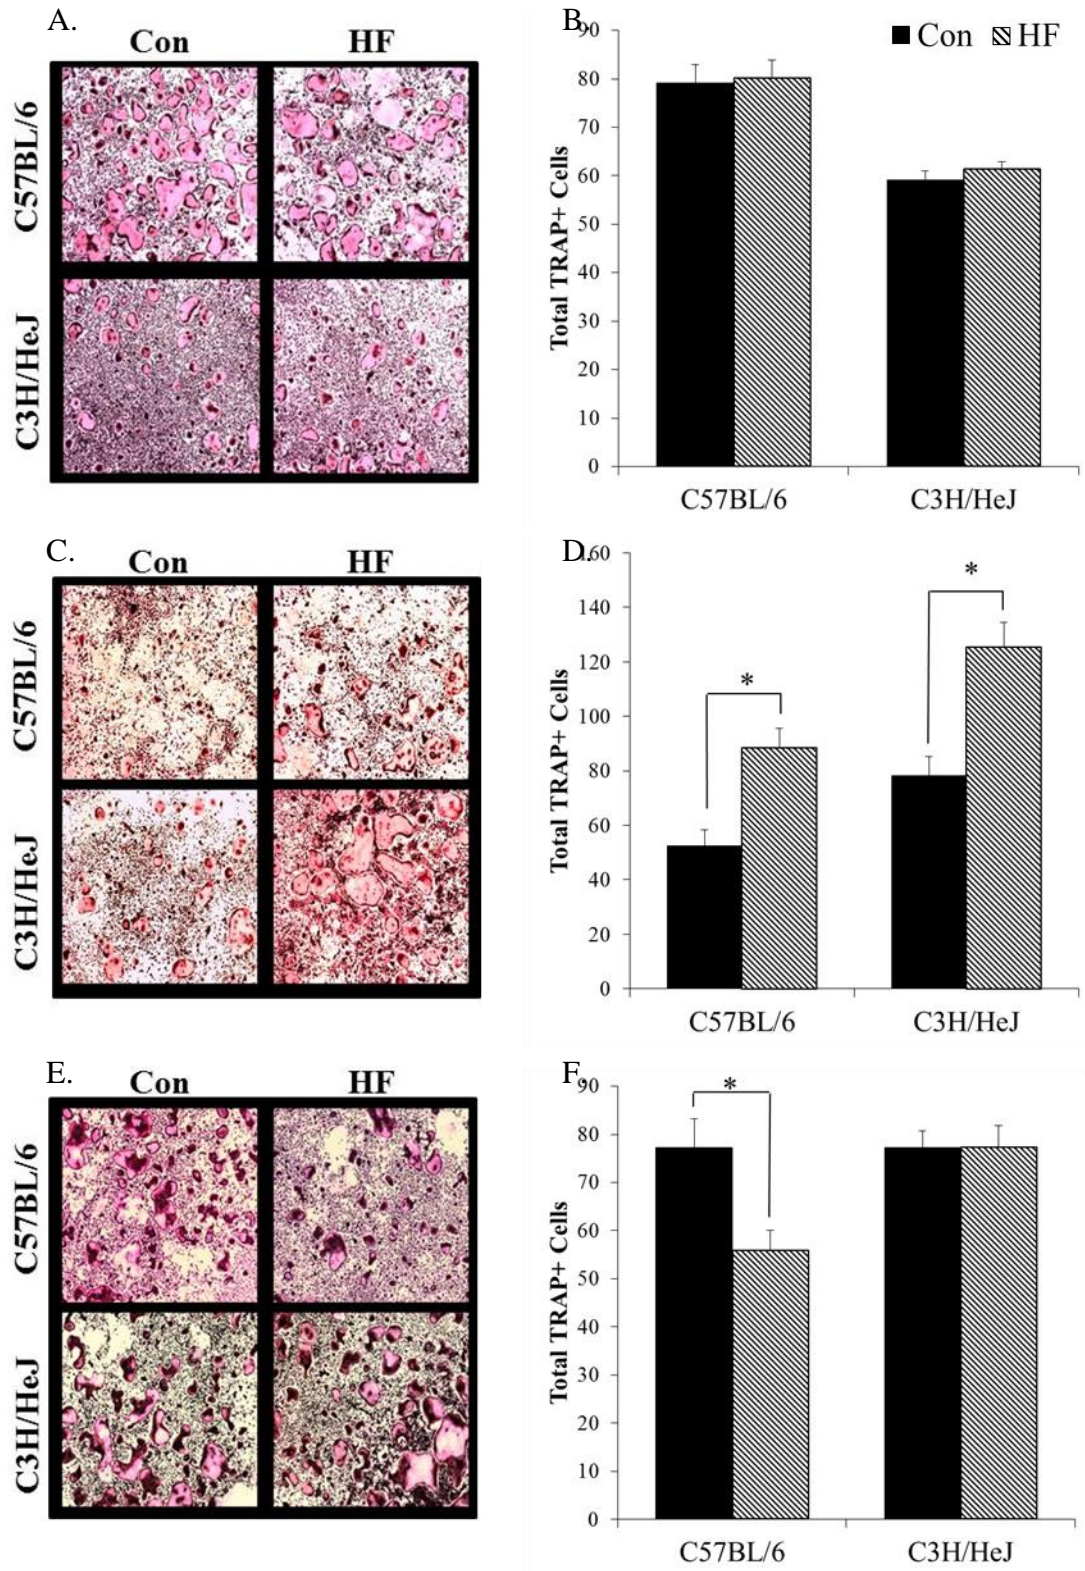 A.
Con
HF
C57BL/6
C3H/HeJ
B.
Con HF
90
80
70
60
50
40
30
20
10
0
Total TRAP+ Cells
C57BL/6
C3H/HeJ
C.
Con
HF
C57BL/6
C3H/HeJ
D.
160
140
120
100
80
60
40
20
0
Total TRAP+ Cells
*
*
C57BL/6
C3H/HeJ
E.
Con
HF
C57BL/6
C3H/HeJ
F.
90
80
70
60
50
40
30
20
10
0
Total TRAP+ Cells
*
C57BL/6
C3H/HeJ